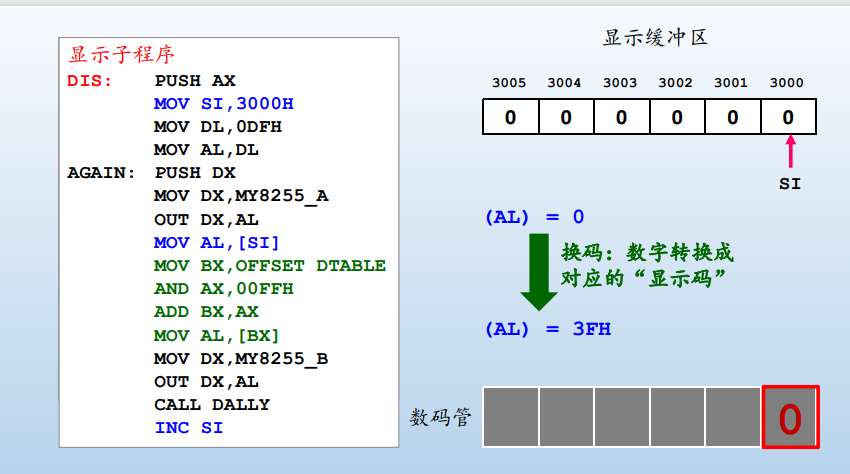 显示子程序
DIS: PUSH AX
MOV SI,3000H
MOV DL,0DFH
MOV AL,DL
AGAIN: PUSH DX
MOV DX,MY8255_A
OUT DX,AL
MOV AL,[SI]
MOV BX,OFFSET DTABLE
AND AX,00FFH
ADD BX,AX
MOV AL,[BX]
MOV DX,MY8255_B
OUT DX,AL
CALL DALLY
INC SI
显示缓冲区
3005 3004 3003 3002 3001 3000
0 0 0 0 0 0
SI
(AL) = 0
换码：数字转换成
对应的“显示码”
(AL) = 3FH
数码管 0